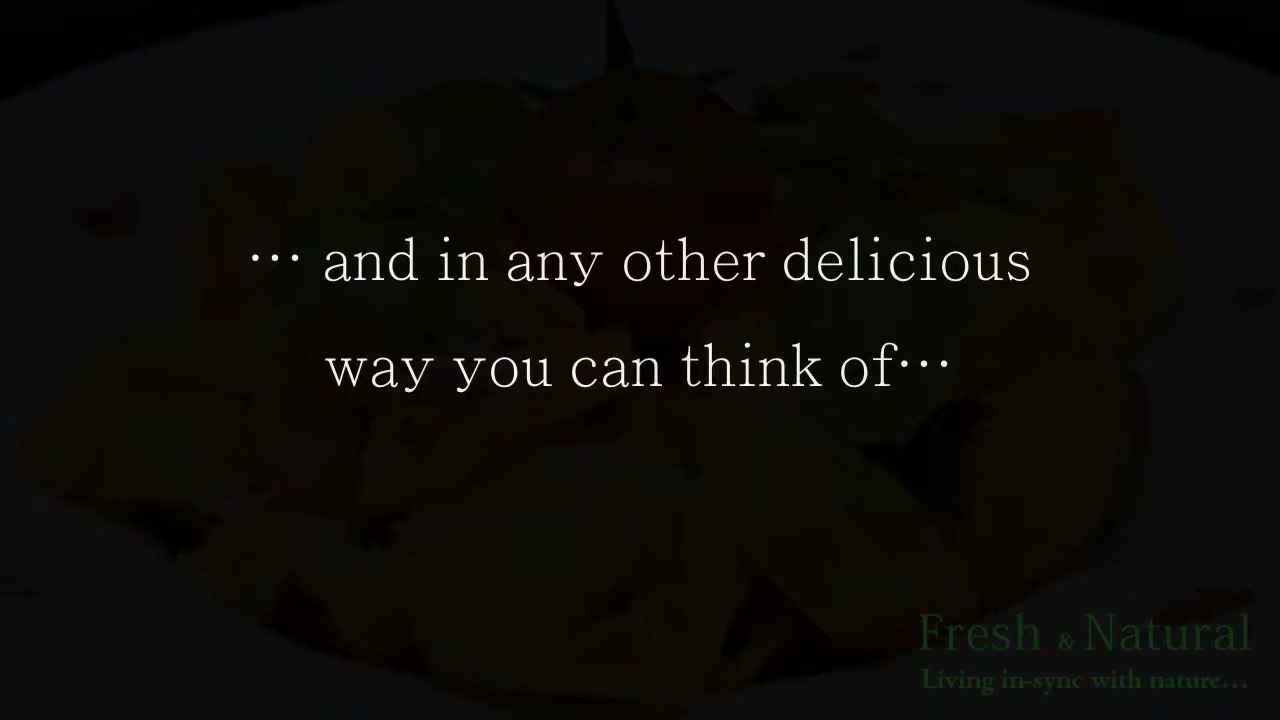 … and in any other delicious
way you can think of…
Fresh & Natural
Living in-sync with nature...